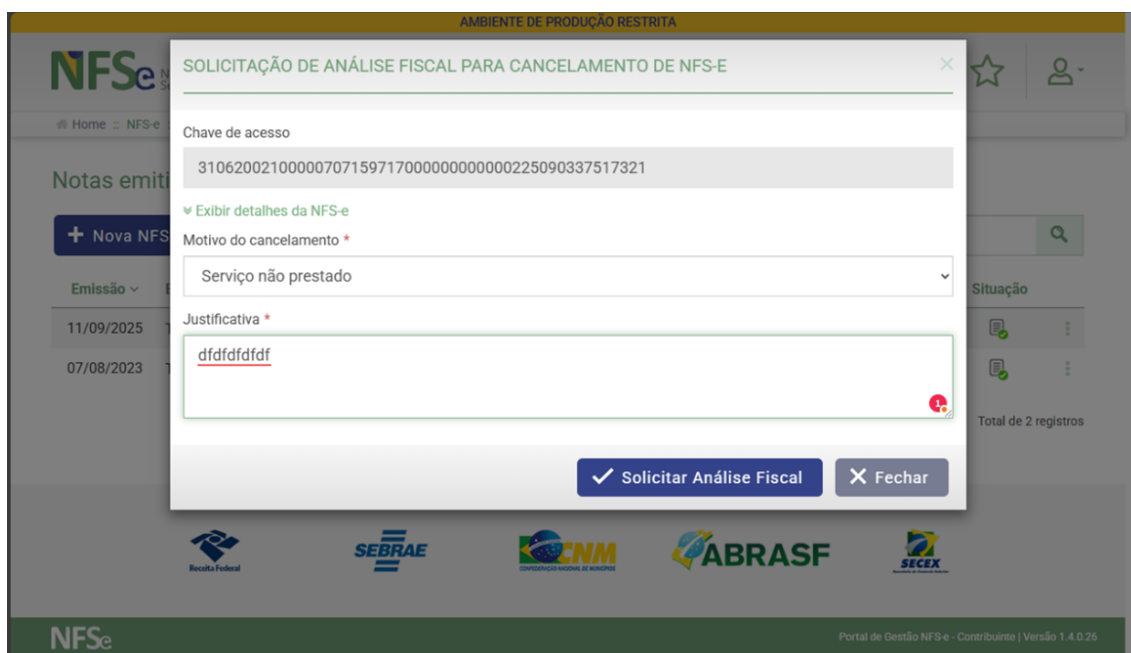 AMBIENTE DE PRODUÇÃO RESTRITA
NFSe
SOLICITAÇÃO DE ANÁLISE FISCAL PARA CANCELAMENTO DE NFS-E
Home :: NFS-e
Chave de acesso
31062002100000707159717000000000000225090337517321
Notas emiti
Exibir detalhes da NFS-e
Nova NFS
Motivo do cancelamento *
Serviço não prestado
Emissão
Situação
Justificativa *
11/09/2025
dfdfdfdfdf
07/08/2023
1
Total de 2 registros
Solicitar Análise Fiscal
Fechar
Receita Federal
SEBRAE
CNM
CONFEDERAÇÃO NACIONAL DE MUNICÍPIOS
ABRASF
SECEX
NFSe
Portal de Gestão NFS-e - Contribuinte | Versão 1.4.0.26